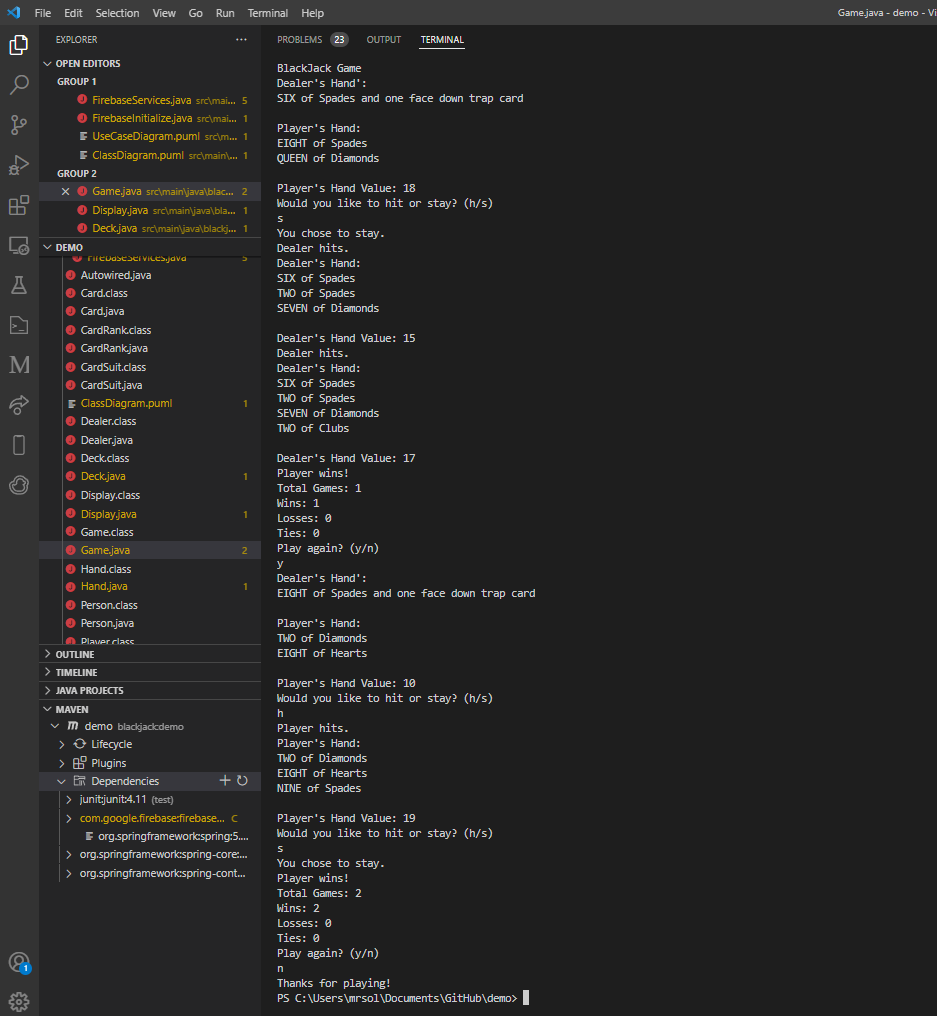 File Edit Selection View Go Run Terminal Help
Game.java - demo - Vi
EXPLORER
OPEN EDITORS
GROUP 1
FirebaseServices.java src\mai... 5
FirebaseInitialize.java src\mai... 1
UseCaseDiagram.puml src\m... 1
ClassDiagram.puml src\main\... 1
GROUP 2
Game.java src\main\java\blac... 2
Display.java src\main\java\bla... 1
Deck.java src\main\java\blackj... 1
DEMO
FirebaseServices.java 5
Autowired.java
Card.class
Card.java
CardRank.class
CardRank.java
CardSuit.class
CardSuit.java
ClassDiagram.puml 1
Dealer.class
Dealer.java
Deck.class
Deck.java 1
Display.class
Display.java 1
Game.class
Game.java 2
Hand.class
Hand.java 1
Person.class
Person.java
Player.class
OUTLINE
TIMELINE
JAVA PROJECTS
MAVEN
demo blackjack:demo
Lifecycle
Plugins
Dependencies
junit:junit:4.11 (test)
com.google.firebase:firebase... C
org.springframework:spring:5....
org.springframework:spring-core:...
org.springframework:spring-cont...
1
PROBLEMS 23 OUTPUT TERMINAL
BlackJack Game
Dealer's Hand':
SIX of Spades and one face down trap card
Player's Hand:
EIGHT of Spades
QUEEN of Diamonds
Player's Hand Value: 18
Would you like to hit or stay? (h/s)
s
You chose to stay.
Dealer hits.
Dealer's Hand:
SIX of Spades
TWO of Spades
SEVEN of Diamonds
Dealer's Hand Value: 15
Dealer hits.
Dealer's Hand:
SIX of Spades
TWO of Spades
SEVEN of Diamonds
TWO of Clubs
Dealer's Hand Value: 17
Player wins!
Total Games: 1
Wins: 1
Losses: 0
Ties: 0
Play again? (y/n)
y
Dealer's Hand':
EIGHT of Spades and one face down trap card
Player's Hand:
TWO of Diamonds
EIGHT of Hearts
Player's Hand Value: 10
Would you like to hit or stay? (h/s)
h
Player hits.
Player's Hand:
TWO of Diamonds
EIGHT of Hearts
NINE of Spades
Player's Hand Value: 19
Would you like to hit or stay? (h/s)
s
You chose to stay.
Player wins!
Total Games: 2
Wins: 2
Losses: 0
Ties: 0
Play again? (y/n)
n
Thanks for playing!
PS C:\Users\mrsol\Documents\GitHub\demo>